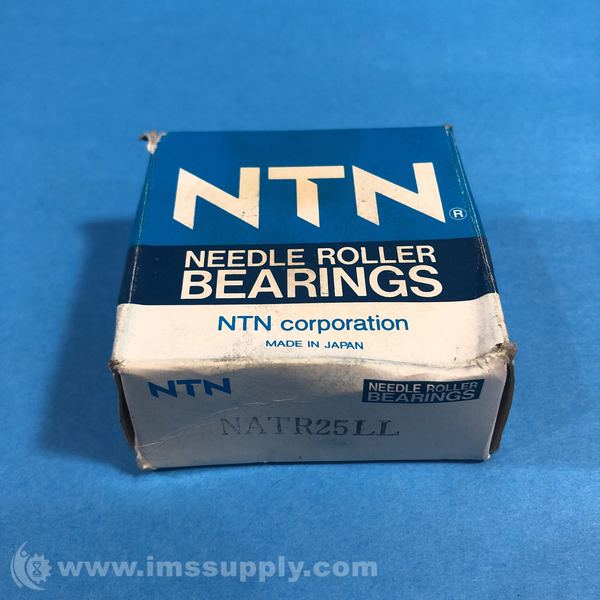 NTN®
NEEDLE ROLLER
BEARINGS
NTN corporation
MADE IN JAPAN
NTN
NEEDLE ROLLER
BEARINGS
NATR25LL
www.imssupply.com